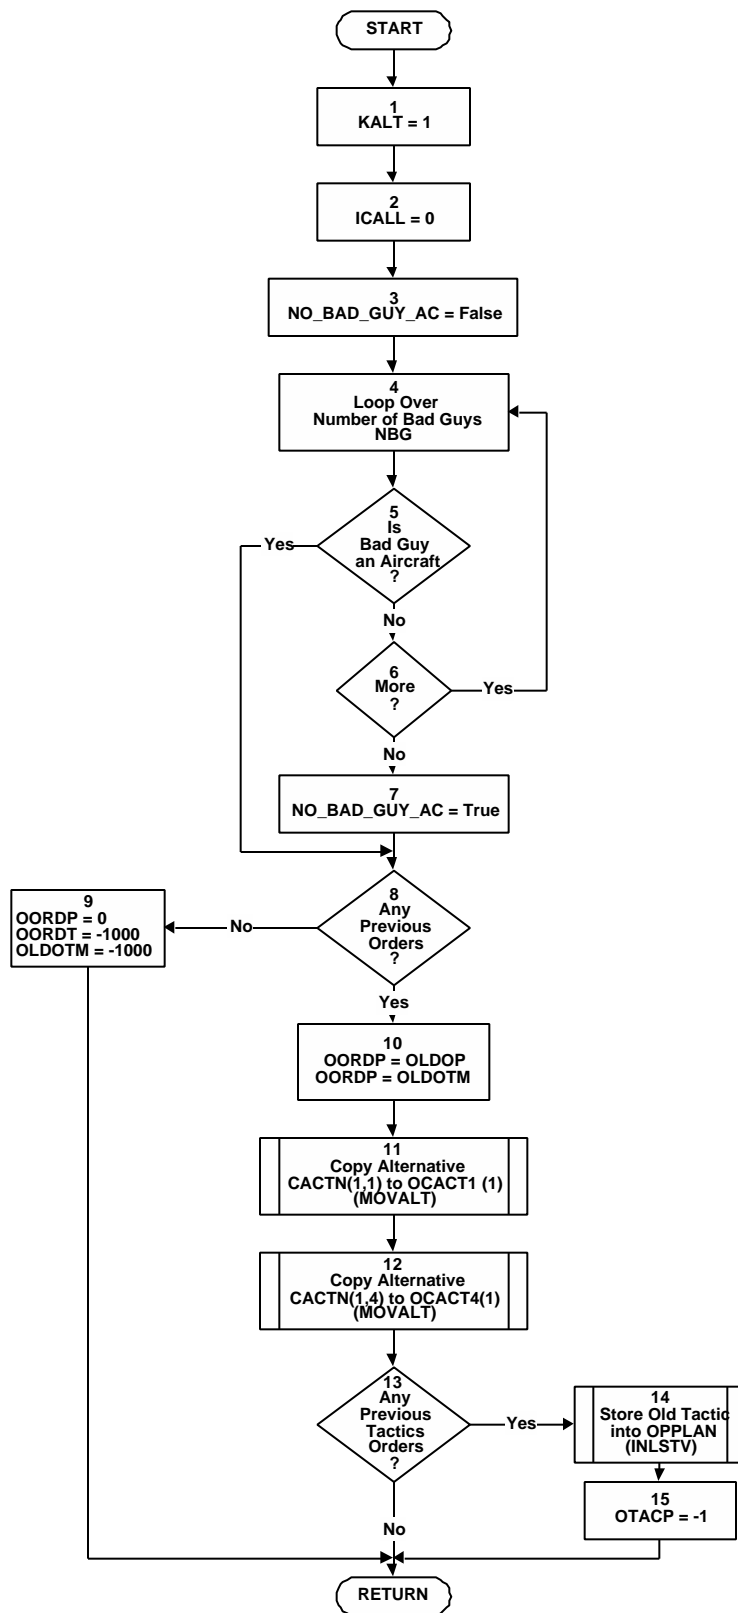 START
1
KALT = 1
2
ICALL = 0
3
NO_BAD_GUY_AC = False
4
Loop Over
Number of Bad Guys
NBG
5
Is
Bad Guy
an Aircraft
?
Yes
No
6
More
?
Yes
No
7
NO_BAD_GUY_AC = True
8
Any
Previous
Orders
?
No
9
OORDP = 0
OORDT = -1000
OLDOTM = -1000
Yes
10
OORDP = OLDOP
OORDP = OLDOTM
11
Copy Alternative
CACTN(1,1) to OCACT1 (1)
(MOVALT)
12
Copy Alternative
CACTN(1,4) to OCACT4(1)
(MOVALT)
13
Any
Previous
Tactics
Orders
?
Yes
14
Store Old Tactic
into OPPLAN
(INLSTV)
15
OTACP = -1
No
RETURN